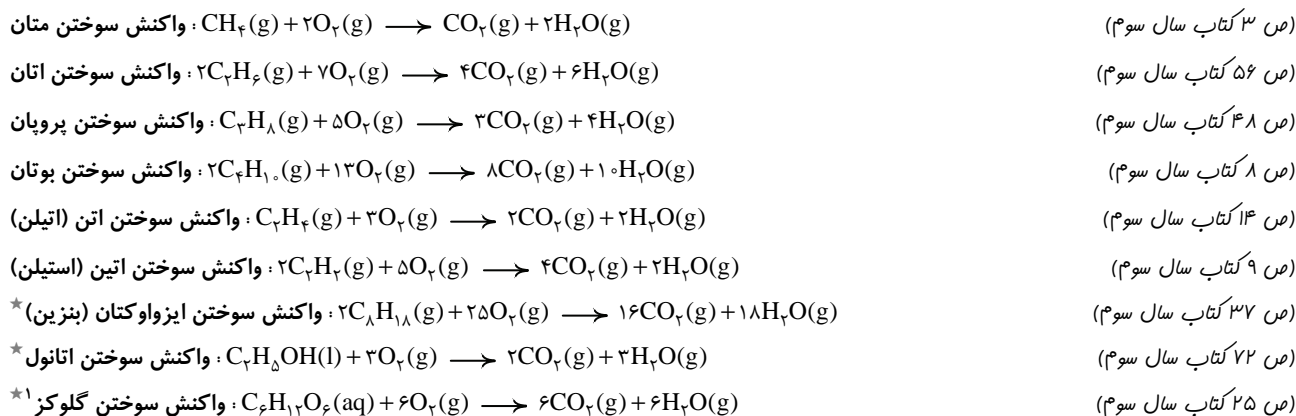 واکنش سوختن متان : CH₄(g) + ۲O₂(g) ⟶ CO₂(g) + ۲H₂O(g) (ص ۳ کتاب سال سوم)
واکنش سوختن اتان : ۲C₂H₆(g) + ۷O₂(g) ⟶ ۴CO₂(g) + ۶H₂O(g) (ص ۵۶ کتاب سال سوم)
واکنش سوختن پروپان : C₃H₈(g) + ۵O₂(g) ⟶ ۳CO₂(g) + ۴H₂O(g) (ص ۴۸ کتاب سال سوم)
واکنش سوختن بوتان : ۲C₄H₁₀(g) + ۱۳O₂(g) ⟶ ۸CO₂(g) + ۱۰H₂O(g) (ص ۸ کتاب سال سوم)
واکنش سوختن اتن (اتیلن) : C₂H₄(g) + ۳O₂(g) ⟶ ۲CO₂(g) + ۲H₂O(g) (ص ۱۴ کتاب سال سوم)
واکنش سوختن اتین (استیلن) : ۲C₂H₂(g) + ۵O₂(g) ⟶ ۴CO₂(g) + ۲H₂O(g) (ص ۹ کتاب سال سوم)
★واکنش سوختن ایزواوکتان (بنزین) : ۲C₈H₁₈(g) + ۲۵O₂(g) ⟶ ۱۶CO₂(g) + ۱۸H₂O(g) (ص ۳۷ کتاب سال سوم)
★واکنش سوختن اتانول : C₂H₅OH(l) + ۳O₂(g) ⟶ ۲CO₂(g) + ۳H₂O(g) (ص ۷۲ کتاب سال سوم)
★۱واکنش سوختن گلوکز : C₆H₁₂O₆(aq) + ۶O₂(g) ⟶ ۶CO₂(g) + ۶H₂O(g) (ص ۲۵ کتاب سال سوم)